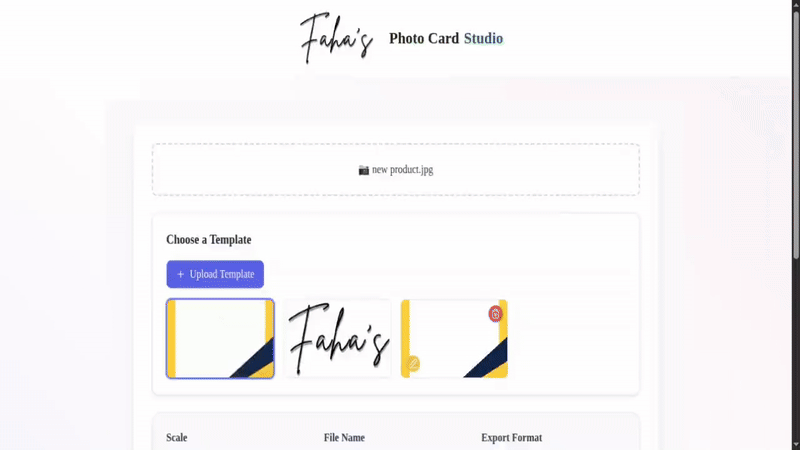 Faha's Photo Card Studio
📷 new product.jpg
Choose a Template
+ Upload Template
Faha's
Scale File Name Export Format